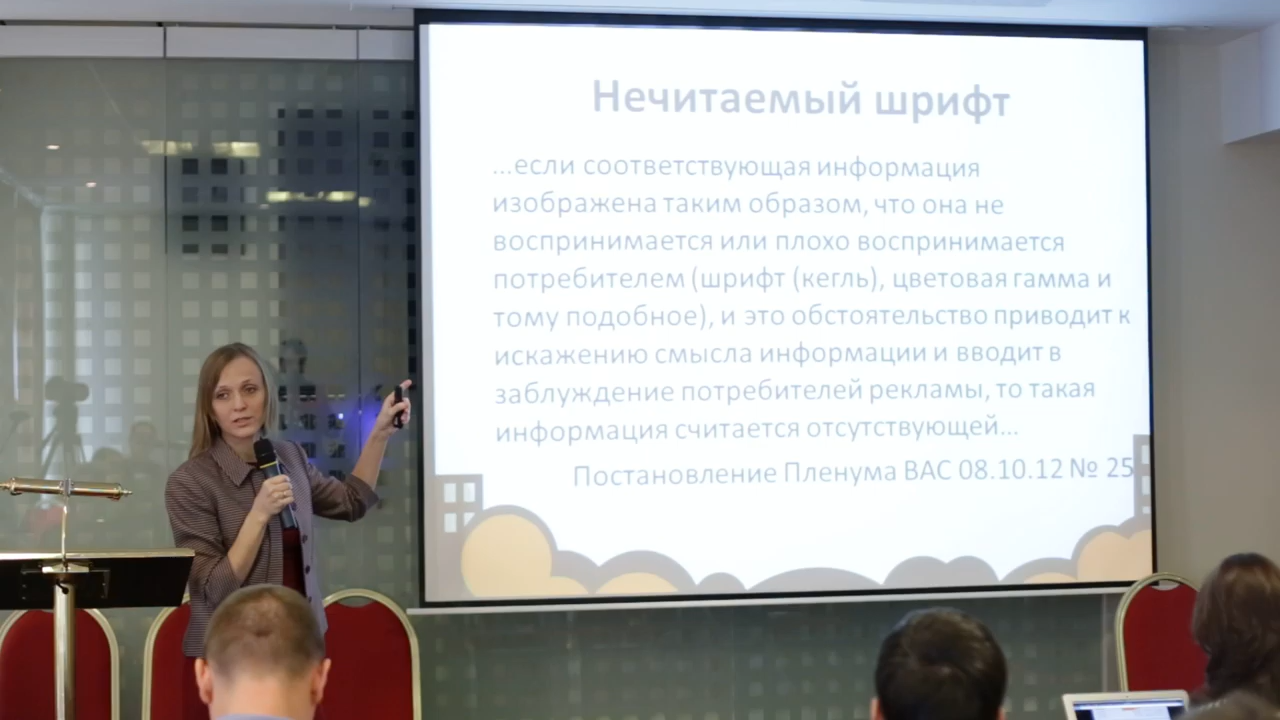 Нечитаемый шрифт
...если соответствующая информация
изображена таким образом, что она не
воспринимается или плохо воспринимается
потребителем (шрифт (кегль), цветовая гамма и
тому подобное), и это обстоятельство приводит к
искажению смысла информации и вводит в
заблуждение потребителей рекламы, то такая
информация считается отсутствующей...
Постановление Пленума ВАС 08.10.12 № 25